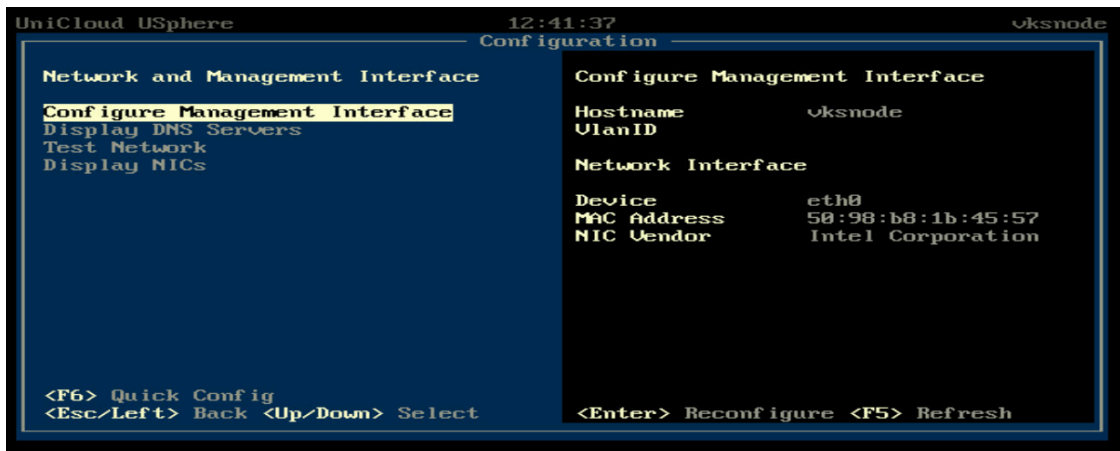 UniCloud USphere 12:41:37 vksnode
Configuration
Network and Management Interface
Configure Management Interface
Display DNS Servers
Test Network
Display NICs
<F6> Quick Config
<Esc/Left> Back <Up/Down> Select
Configure Management Interface
Hostname vksnode
VlanID
Network Interface
Device eth0
MAC Address 50:98:b8:1b:45:57
NIC Vendor Intel Corporation
<Enter> Reconfigure <F5> Refresh